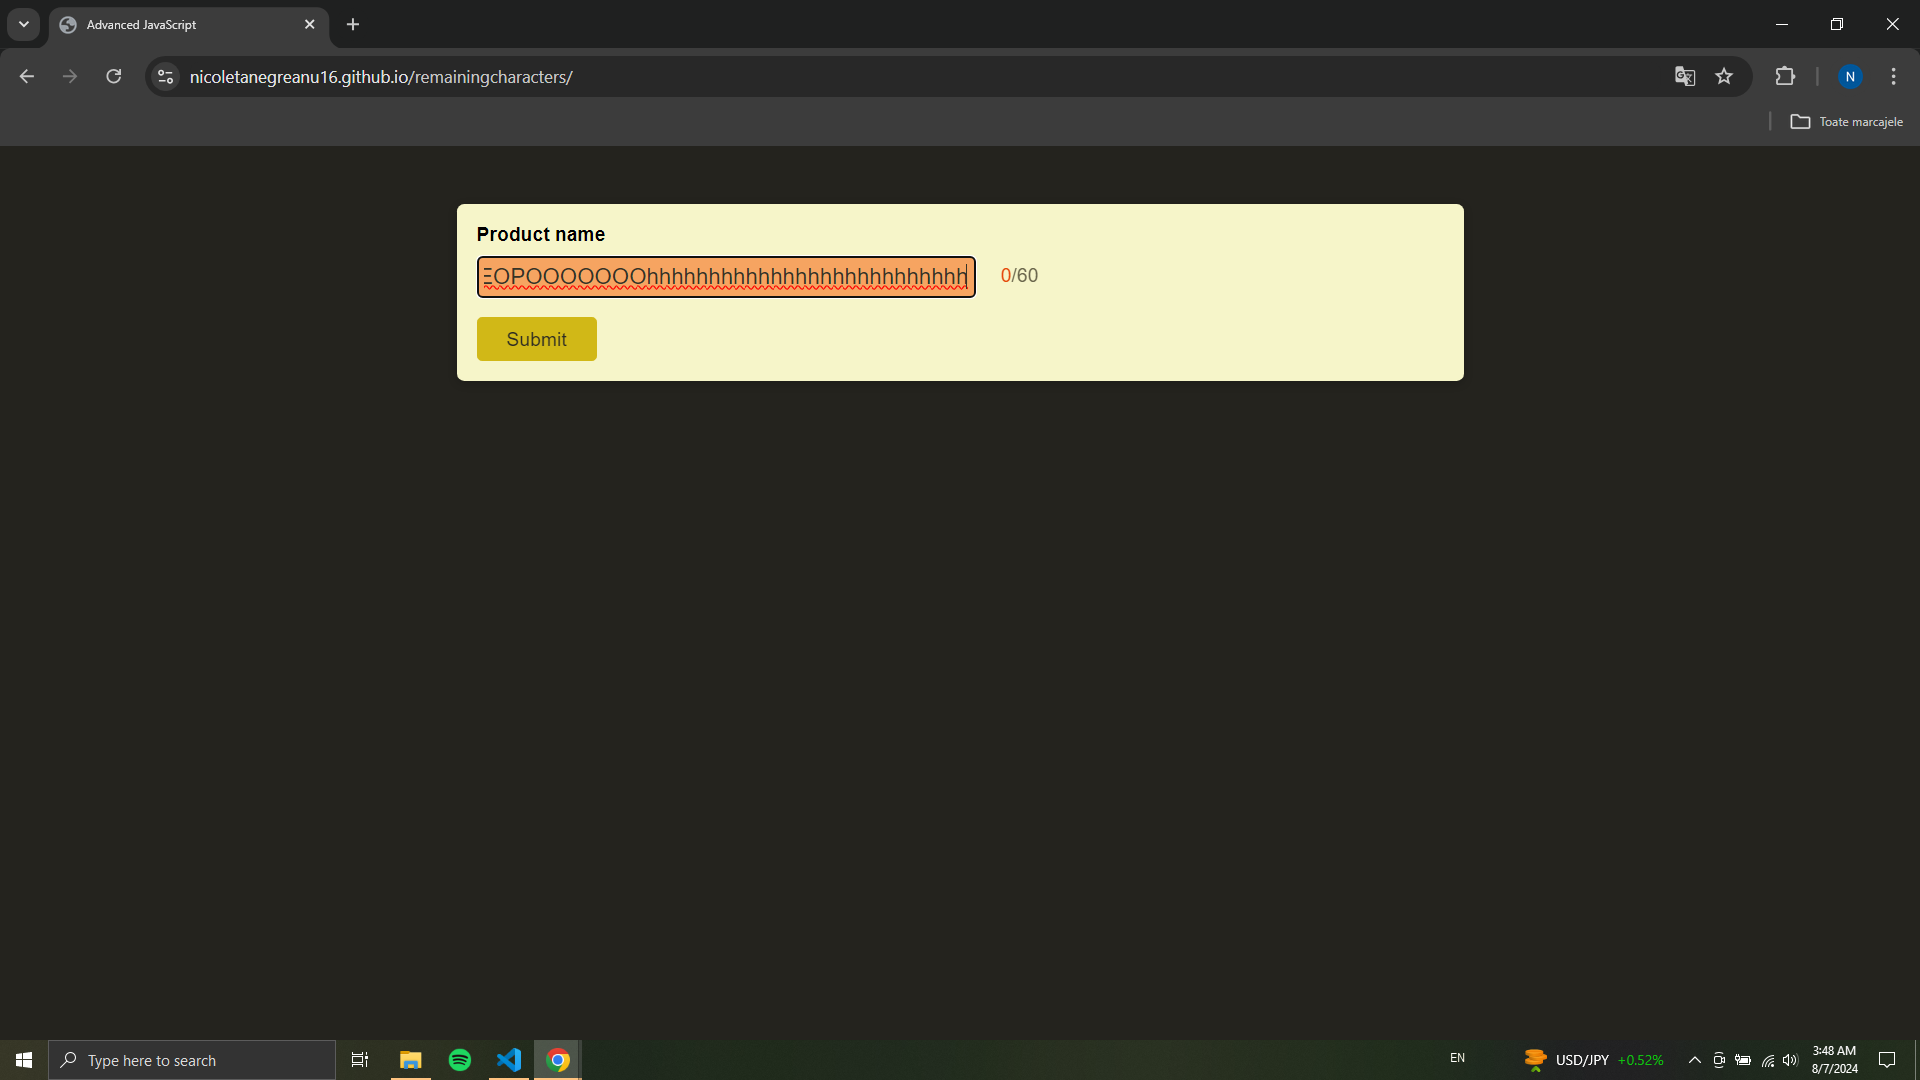 Advanced JavaScript
nicoletanegreanu16.github.io/remainingcharacters/
N
Toate marcajele
Product name
EOPOOOOOOOhhhhhhhhhhhhhhhhhhhhhhhhhh
0/60
Submit
Type here to search
EN
USD/JPY +0.52%
3:48 AM
8/7/2024